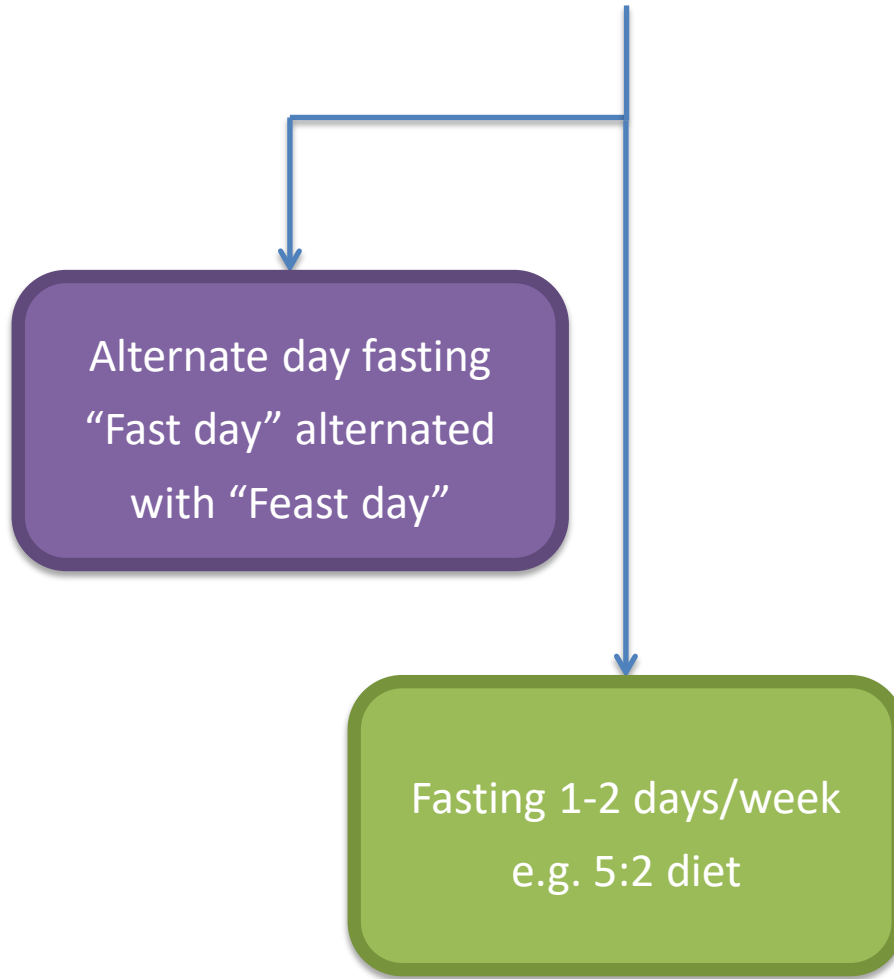 Alternate day fasting
“Fast day” alternated
with “Feast day”
Fasting 1-2 days/week
e.g. 5:2 diet